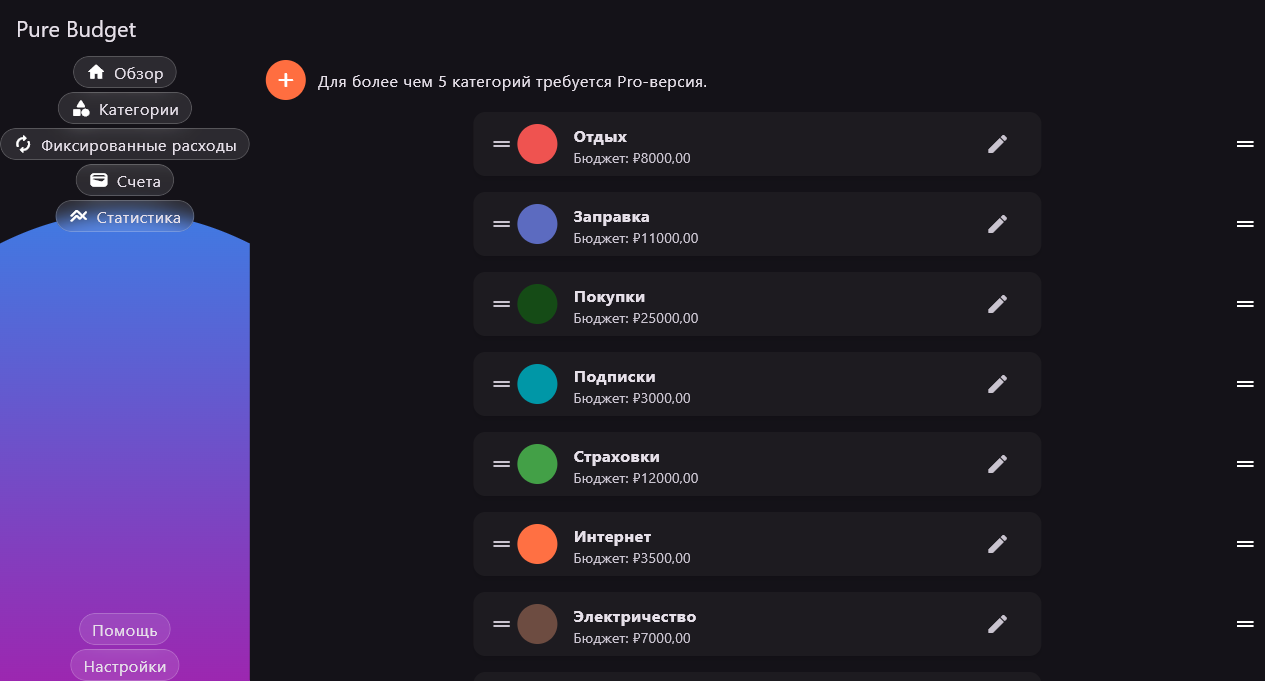 Pure Budget
Обзор
Категории
Фиксированные расходы
Счета
Статистика
Помощь
Настройки
Для более чем 5 категорий требуется Pro-версия.
Отдых
Бюджет: ₽8000,00
Заправка
Бюджет: ₽11000,00
Покупки
Бюджет: ₽25000,00
Подписки
Бюджет: ₽3000,00
Страховки
Бюджет: ₽12000,00
Интернет
Бюджет: ₽3500,00
Электричество
Бюджет: ₽7000,00